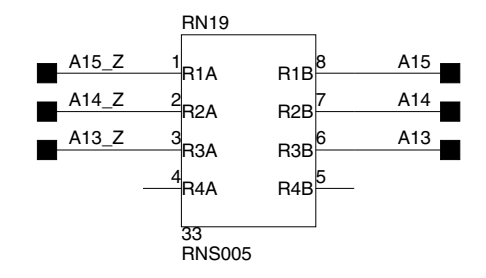 RN19
A15_Z 1 R1A R1B 8 A15
A14_Z 2 R2A R2B 7 A14
A13_Z 3 R3A R3B 6 A13
4 R4A R4B 5
33
RNS005